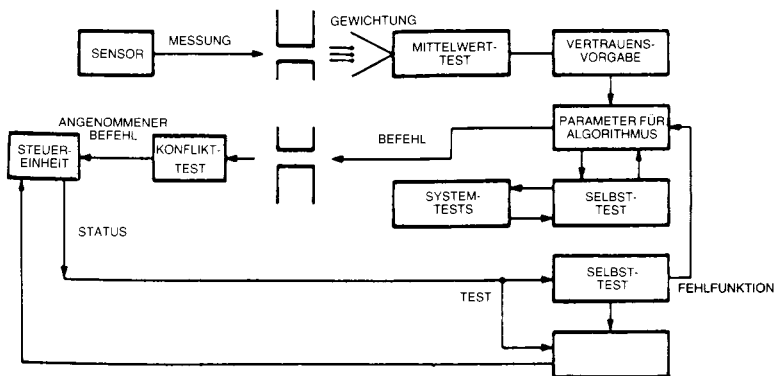 GEWICHTUNG
MESSUNG
SENSOR
MITTELWERT-
TEST
VERTRAUENS-
VORGABE
ANGENOMMENER
BEFEHL
STEUER-
EINHEIT
KONFLIKT-
TEST
BEFEHL
PARAMETER FÜR
ALGORITHMUS
SYSTEM-
TESTS
SELBST-
TEST
STATUS
SELBST-
TEST
FEHLFUNKTION
TEST